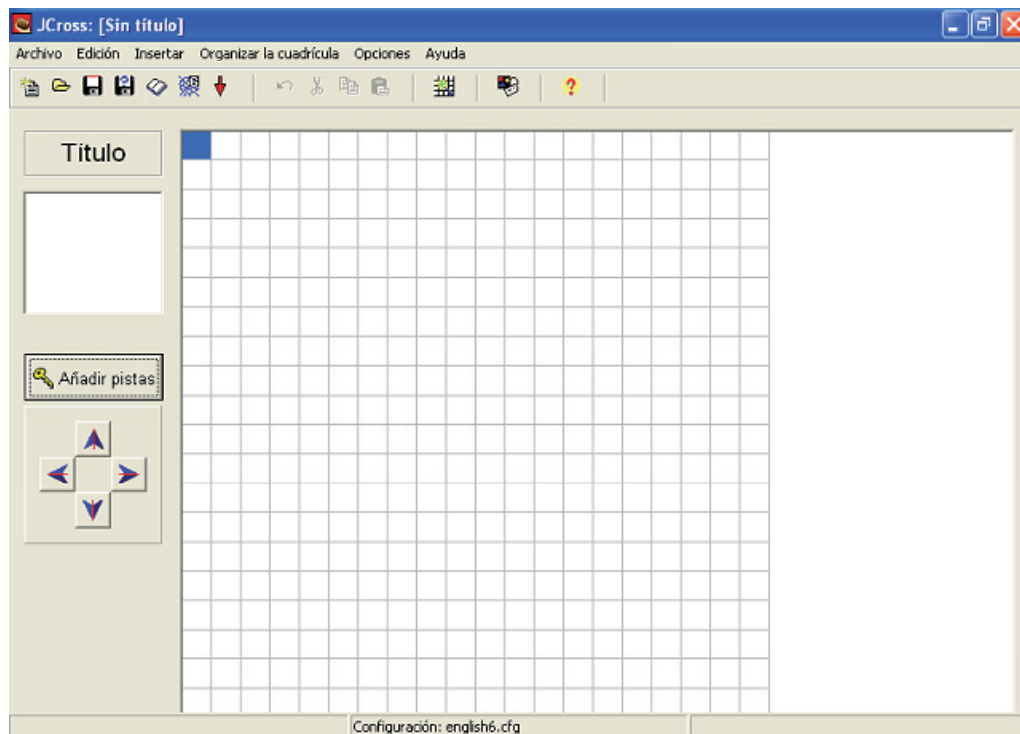 JCross: [Sin título]
Archivo Edición Insertar Organizar la cuadrícula Opciones Ayuda
?
Título
Añadir pistas
Configuración: english6.cfg